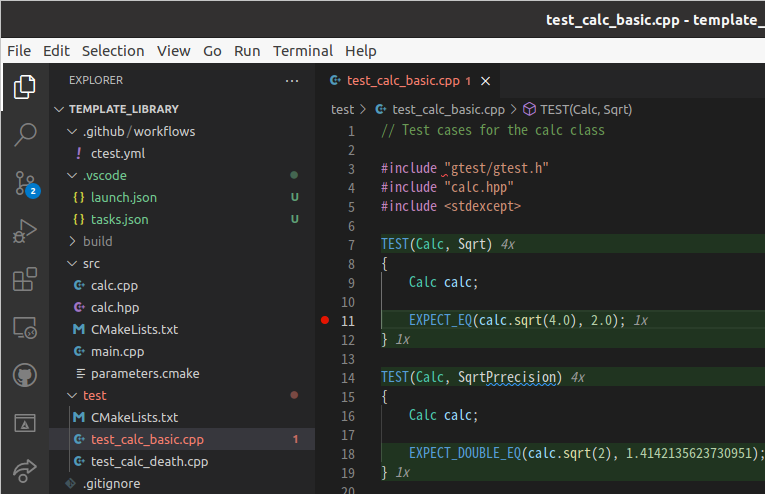 test_calc_basic.cpp - template_
File Edit Selection View Go Run Terminal Help
EXPLORER ...
test_calc_basic.cpp 1
TEMPLATE_LIBRARY
test > test_calc_basic.cpp > TEST(Calc, Sqrt)
.github/workflows
! ctest.yml
.vscode
{ } launch.json U
{ } tasks.json U
build
src
calc.cpp
calc.hpp
M CMakeLists.txt
main.cpp
parameters.cmake
test
M CMakeLists.txt
test_calc_basic.cpp 1
test_calc_death.cpp
.gitignore
2
1 // Test cases for the calc class
2
3 #include "gtest/gtest.h"
4 #include "calc.hpp"
5 #include <stdexcept>
6
7 TEST(Calc, Sqrt) 4x
8 {
9 Calc calc;
10
11 EXPECT_EQ(calc.sqrt(4.0), 2.0); 1x
12 } 1x
13
14 TEST(Calc, SqrtPrrecision) 4x
15 {
16 Calc calc;
17
18 EXPECT_DOUBLE_EQ(calc.sqrt(2), 1.4142135623730951);
19 } 1x
20